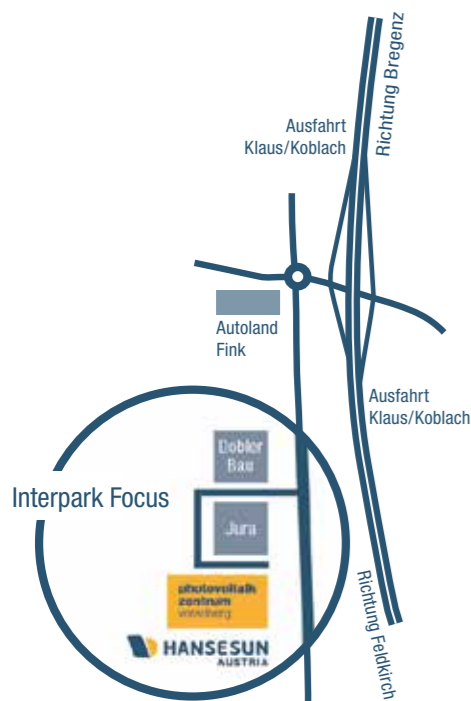 Richtung Bregenz
Ausfahrt
Klaus/Koblach
Autoland
Fink
Ausfahrt
Klaus/Koblach
Dobler
Bau
Interpark Focus
Jura
photovoltaik
zentrum
vorarlberg
HANSESUN
AUSTRIA
Richtung Feldkirch